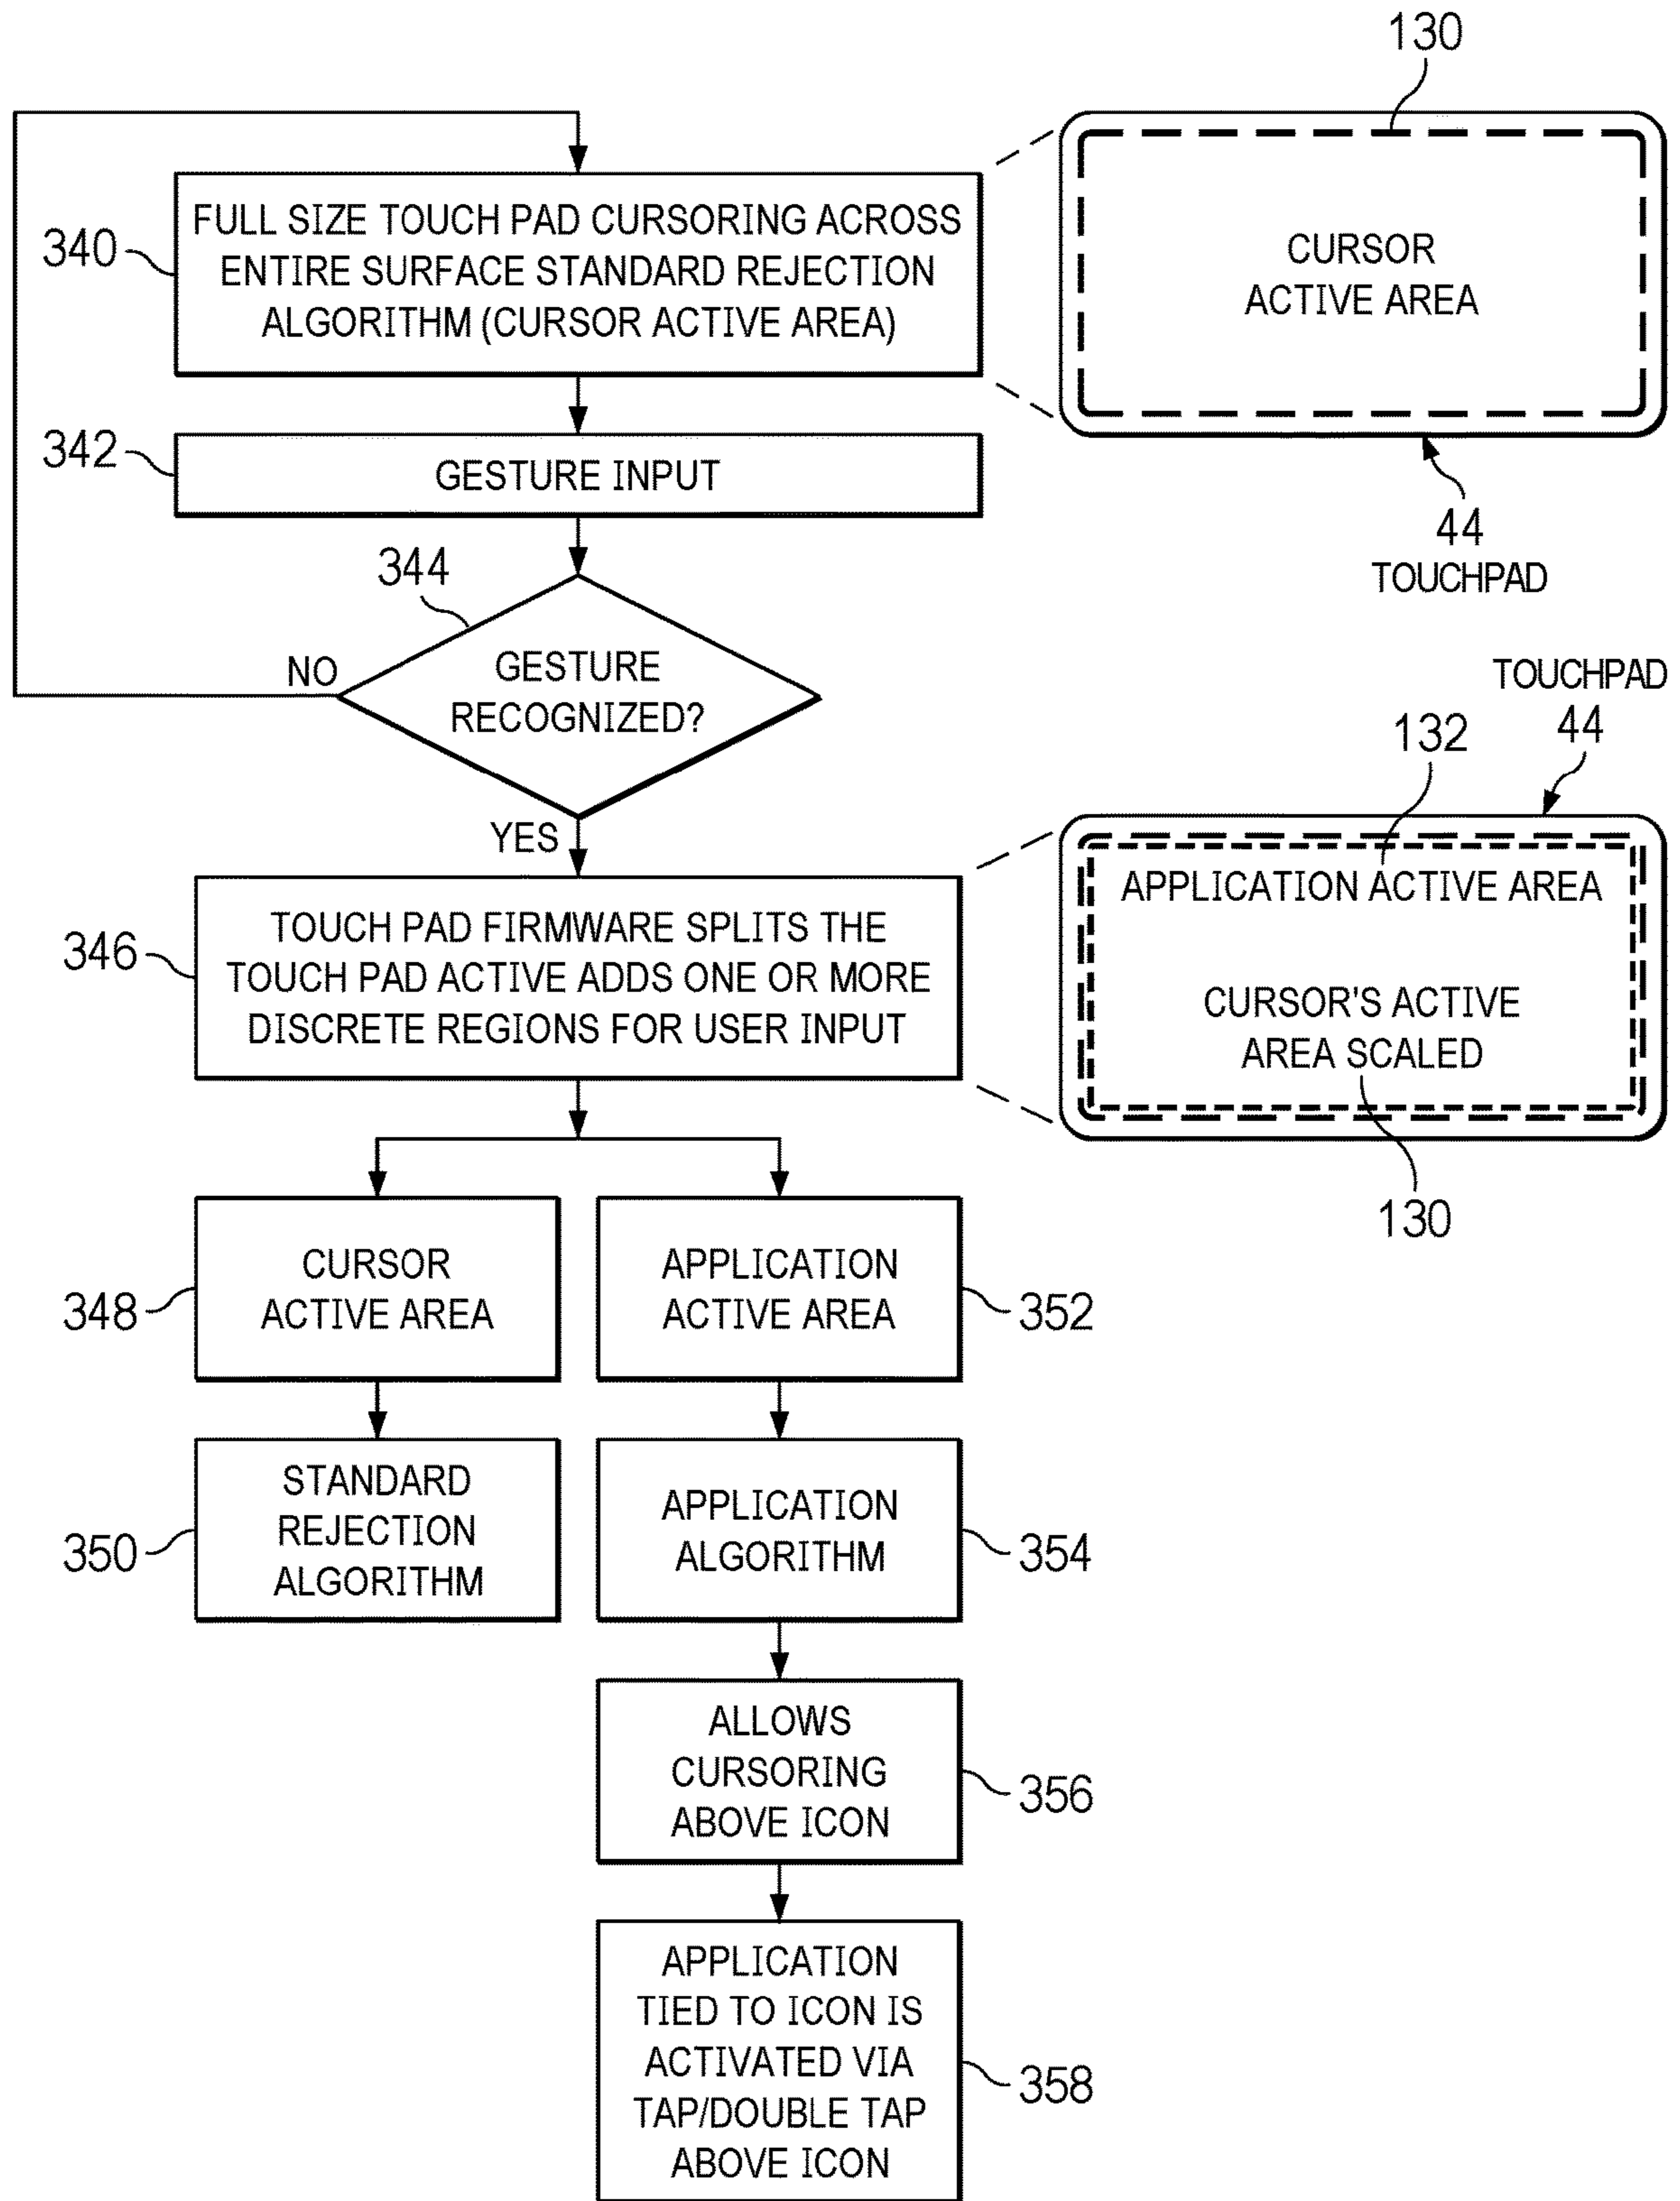 130
340
FULL SIZE TOUCH PAD CURSORING ACROSS
ENTIRE SURFACE STANDARD REJECTION
ALGORITHM (CURSOR ACTIVE AREA)
CURSOR
ACTIVE AREA
342
GESTURE INPUT
44
TOUCHPAD
344
NO
GESTURE
RECOGNIZED?
YES
TOUCHPAD
44
132
346
TOUCH PAD FIRMWARE SPLITS THE
TOUCH PAD ACTIVE ADDS ONE OR MORE
DISCRETE REGIONS FOR USER INPUT
APPLICATION ACTIVE AREA
CURSOR'S ACTIVE
AREA SCALED
130
348
CURSOR
ACTIVE AREA
APPLICATION
ACTIVE AREA
352
350
STANDARD
REJECTION
ALGORITHM
APPLICATION
ALGORITHM
354
ALLOWS
CURSORING
ABOVE ICON
356
APPLICATION
TIED TO ICON IS
ACTIVATED VIA
TAP/DOUBLE TAP
ABOVE ICON
358